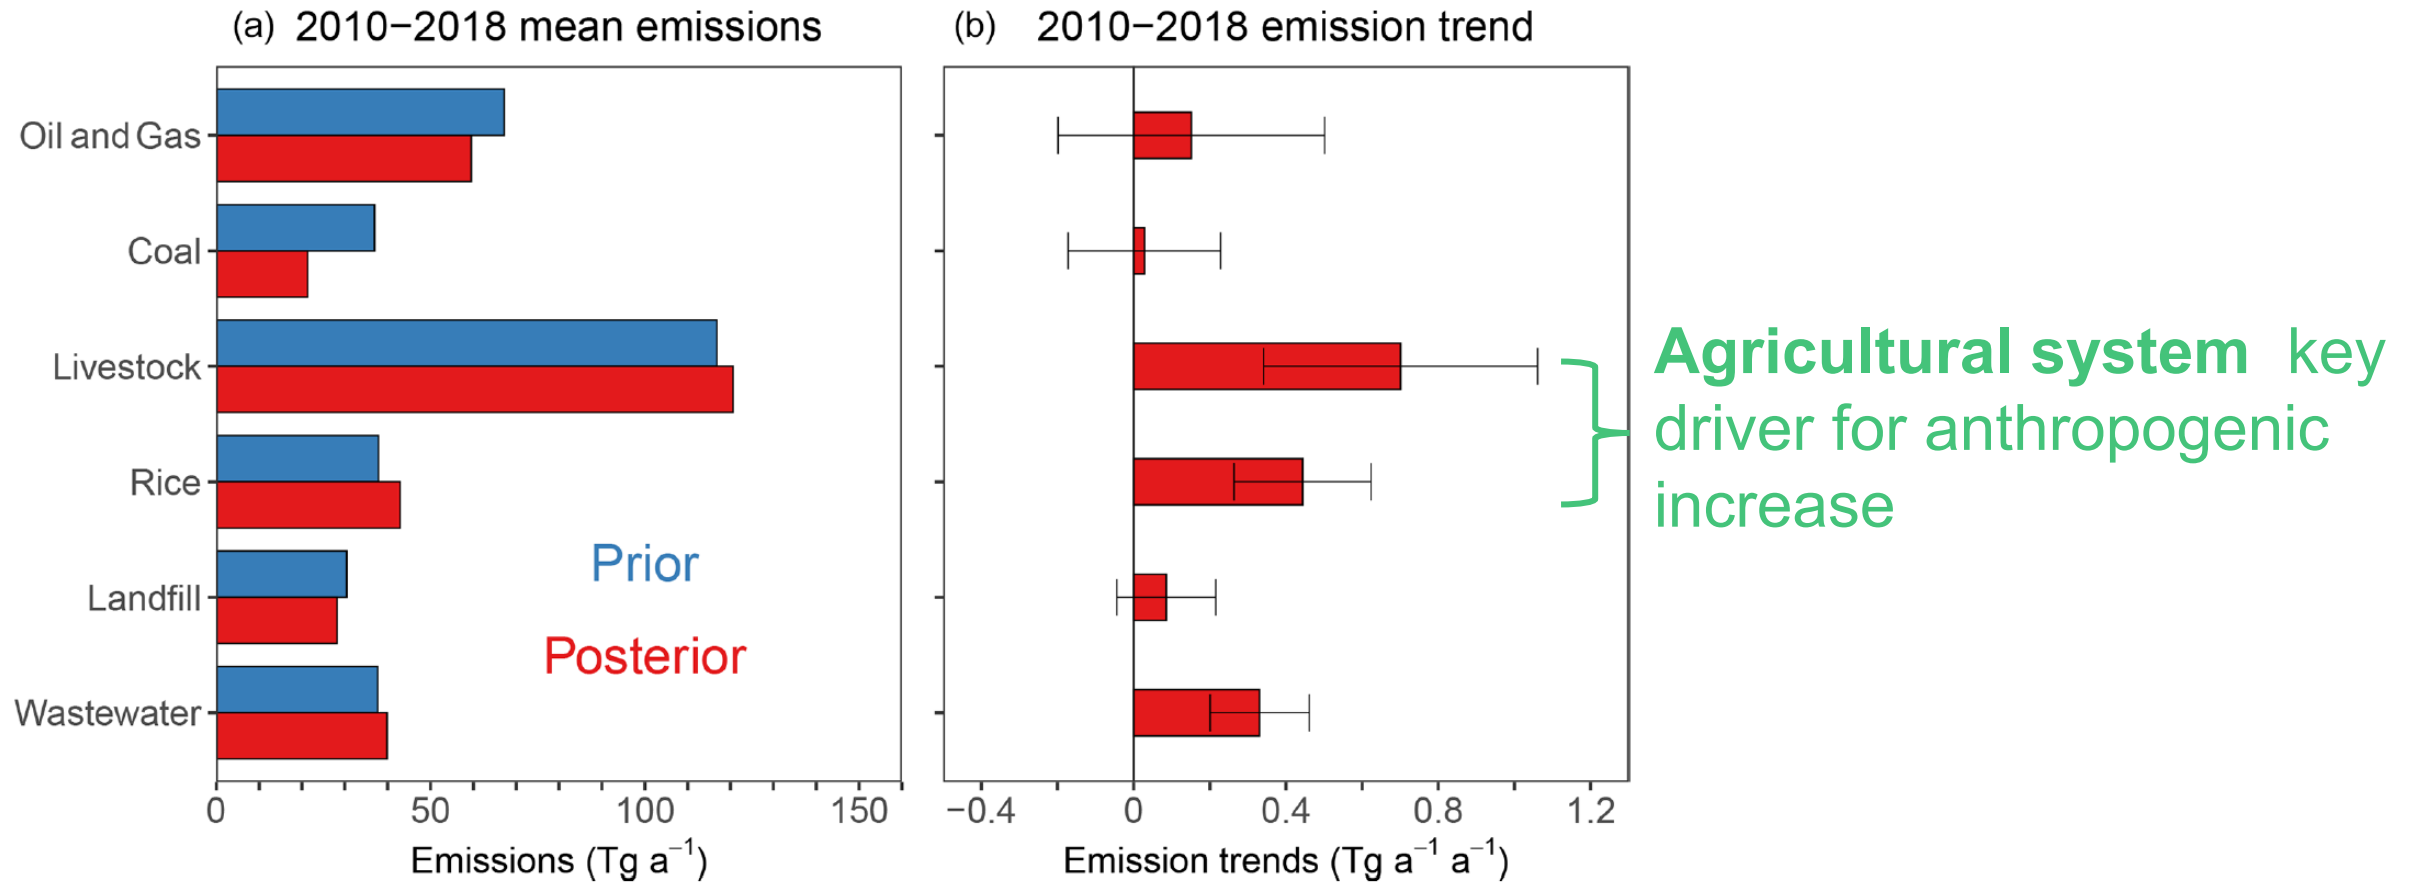 (a) 2010−2018 mean emissions
Oil and Gas
Coal
Livestock
Rice
Landfill
Wastewater
Prior
Posterior
0 50 100 150
Emissions (Tg a⁻¹)
(b) 2010−2018 emission trend
−0.4 0 0.4 0.8 1.2
Emission trends (Tg a⁻¹ a⁻¹)
Agricultural system key
driver for anthropogenic
increase